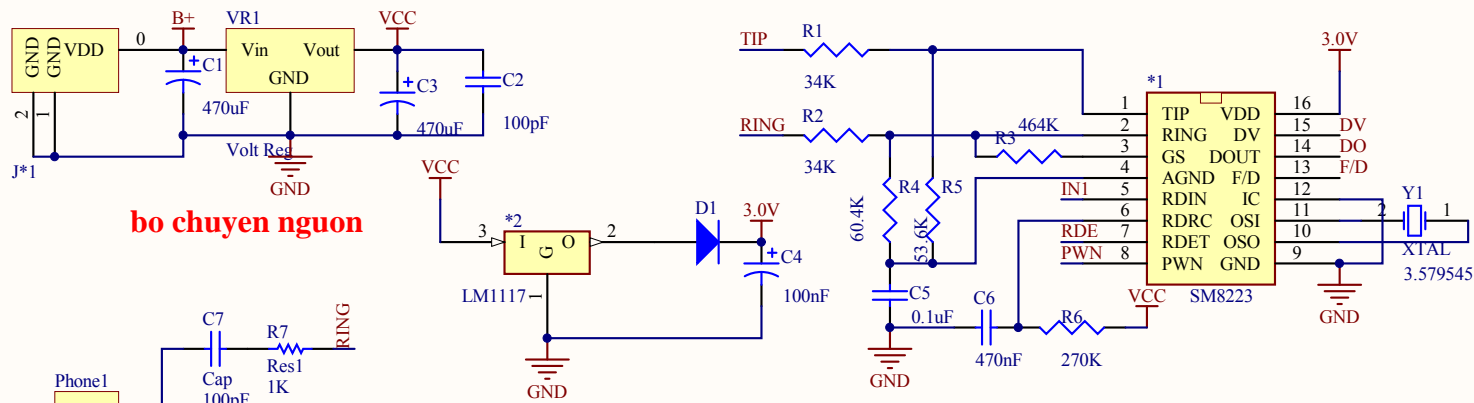 B+
VR1
VCC
GND
GND
VDD
0
Vin
Vout
GND
C1
470uF
C3
470uF
C2
100pF
2
1
J*1
Volt Reg
GND
bo chuyen nguon
VCC
*2
3
I
O
G
2
1
LM1117
D1
3.0V
C4
100nF
GND
C7
Cap
100pF
R7
Res1
1K
RING
Phone1
TIP
R1
34K
RING
R2
34K
464K
R3
R4
60.4K
R5
53.6K
C5
0.1uF
GND
C6
470nF
R6
270K
VCC
3.0V
*1
1
TIP
VDD
16
2
RING
DV
15
DV
3
GS
DOUT
14
DO
4
AGND
F/D
13
F/D
IN1
5
RDIN
IC
12
6
RDRC
OSI
11
RDE
7
RDET
OSO
10
PWN
8
PWN
GND
9
SM8223
Y1
2
1
XTAL
3.579545
GND